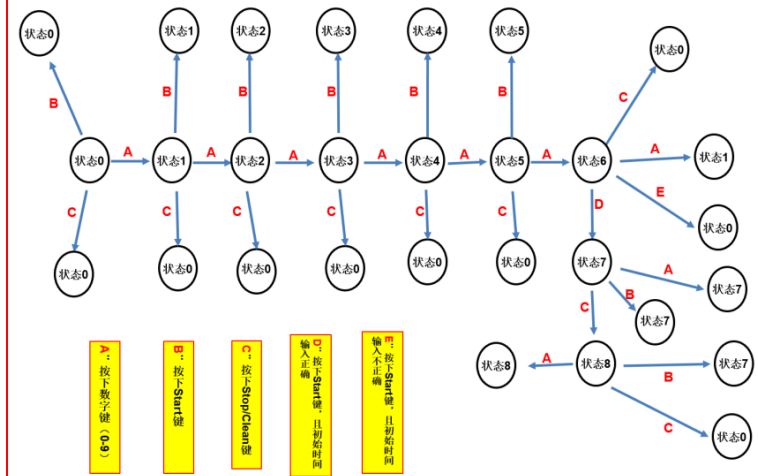 状态0
状态1
状态2
状态3
状态4
状态5
状态0
B
B
B
B
B
B
C
状态0
A
状态1
A
状态2
A
状态3
A
状态4
A
状态5
A
状态6
A
状态1
C
C
C
C
C
C
D
E
状态0
状态0
状态0
状态0
状态0
状态0
状态0
状态7
A
状态7
B
C
状态7
状态8
A
状态8
B
状态7
C
状态0
A：按下数字键（0-9）
B：按下Start键
C：按下Stop/Clean键
D：按下Start键，且初始时间
输入正确
E：按下Start键，且初始时间
输入不正确